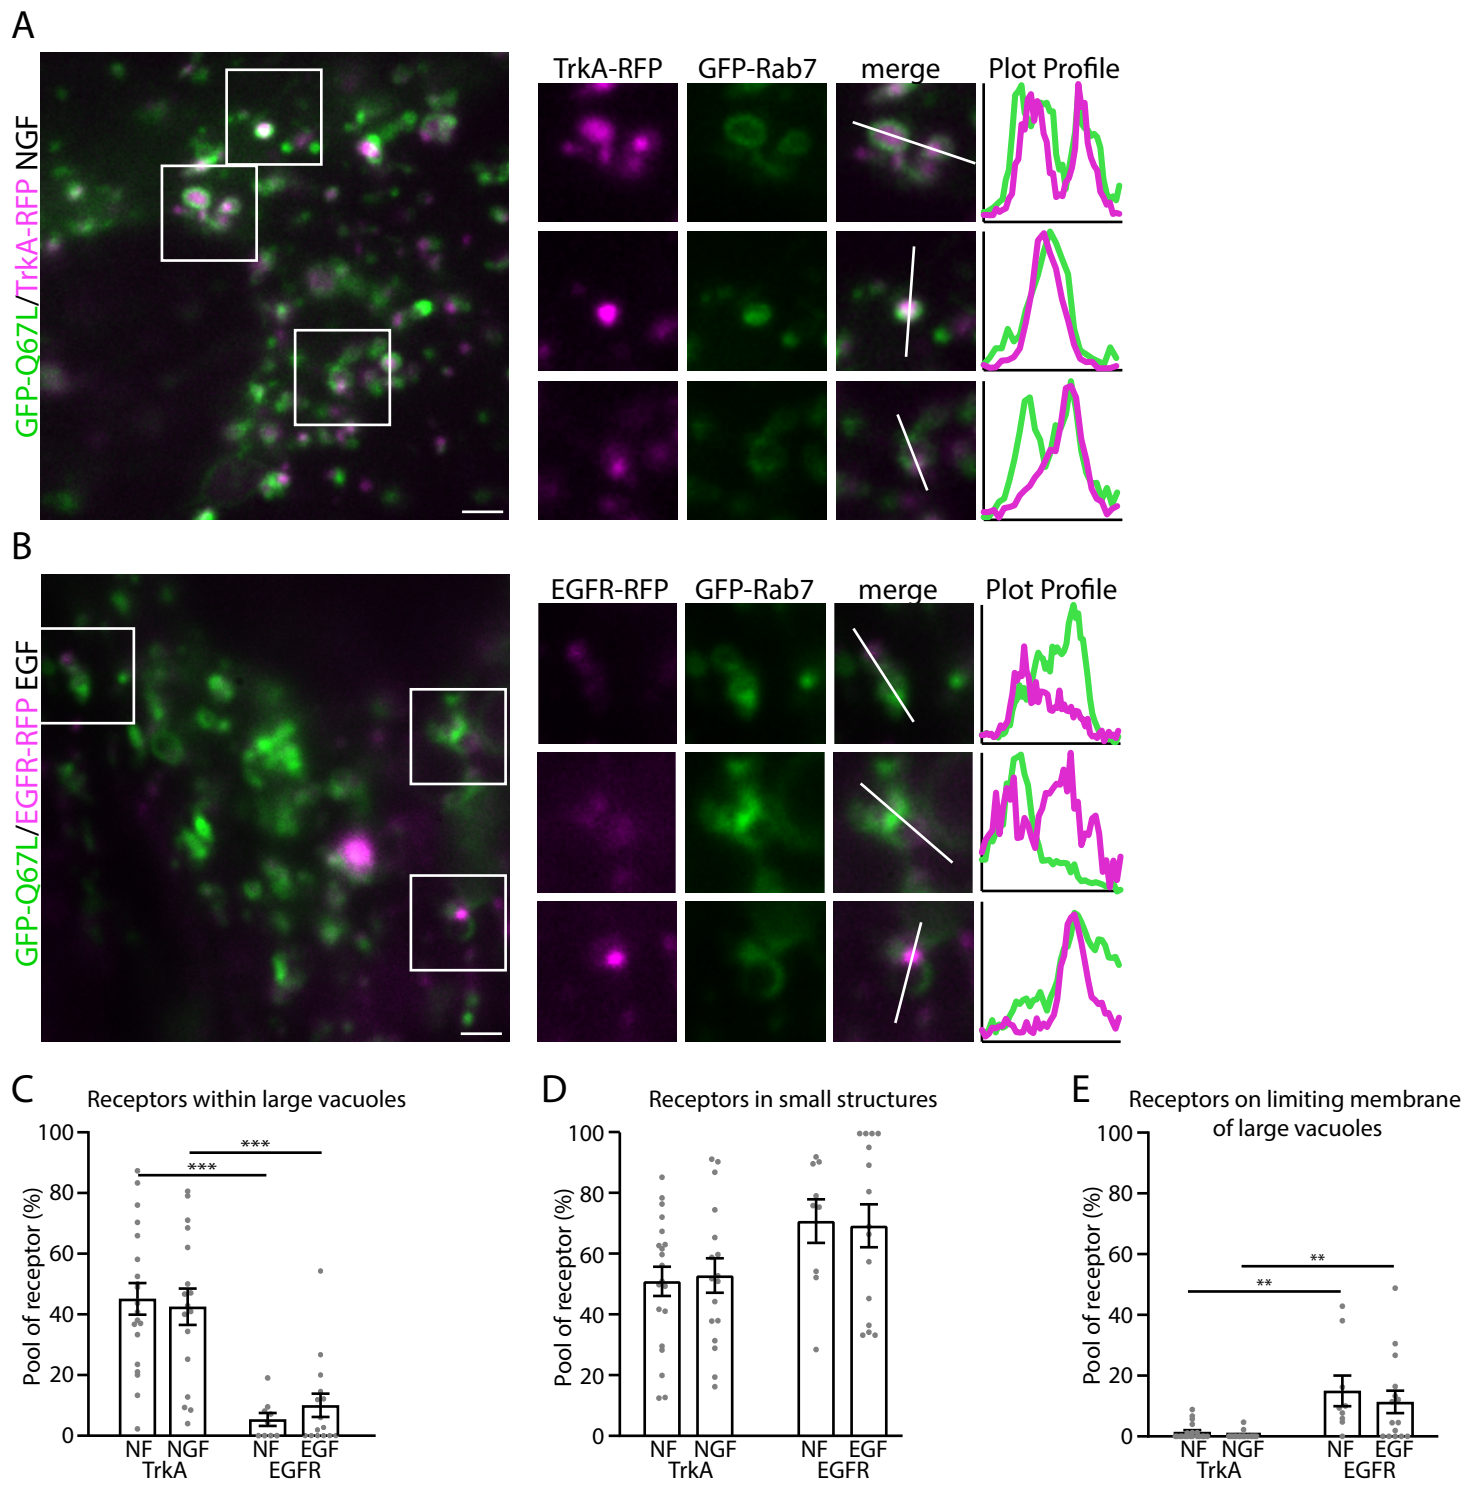 A
GFP-Q67L/TrkA-RFP NGF
TrkA-RFP GFP-Rab7 merge Plot Profile
B
GFP-Q67L/EGFR-RFP EGF
EGFR-RFP GFP-Rab7 merge Plot Profile
C
Receptors within large vacuoles
Pool of receptor (%)
100
80
60
40
20
0
***
***
NF NGF NF EGF
TrkA EGFR
D
Receptors in small structures
Pool of receptor (%)
100
80
60
40
20
0
NF NGF NF EGF
TrkA EGFR
E
Receptors on limiting membrane
of large vacuoles
Pool of receptor (%)
100
80
60
40
20
0
**
**
NF NGF NF EGF
TrkA EGFR